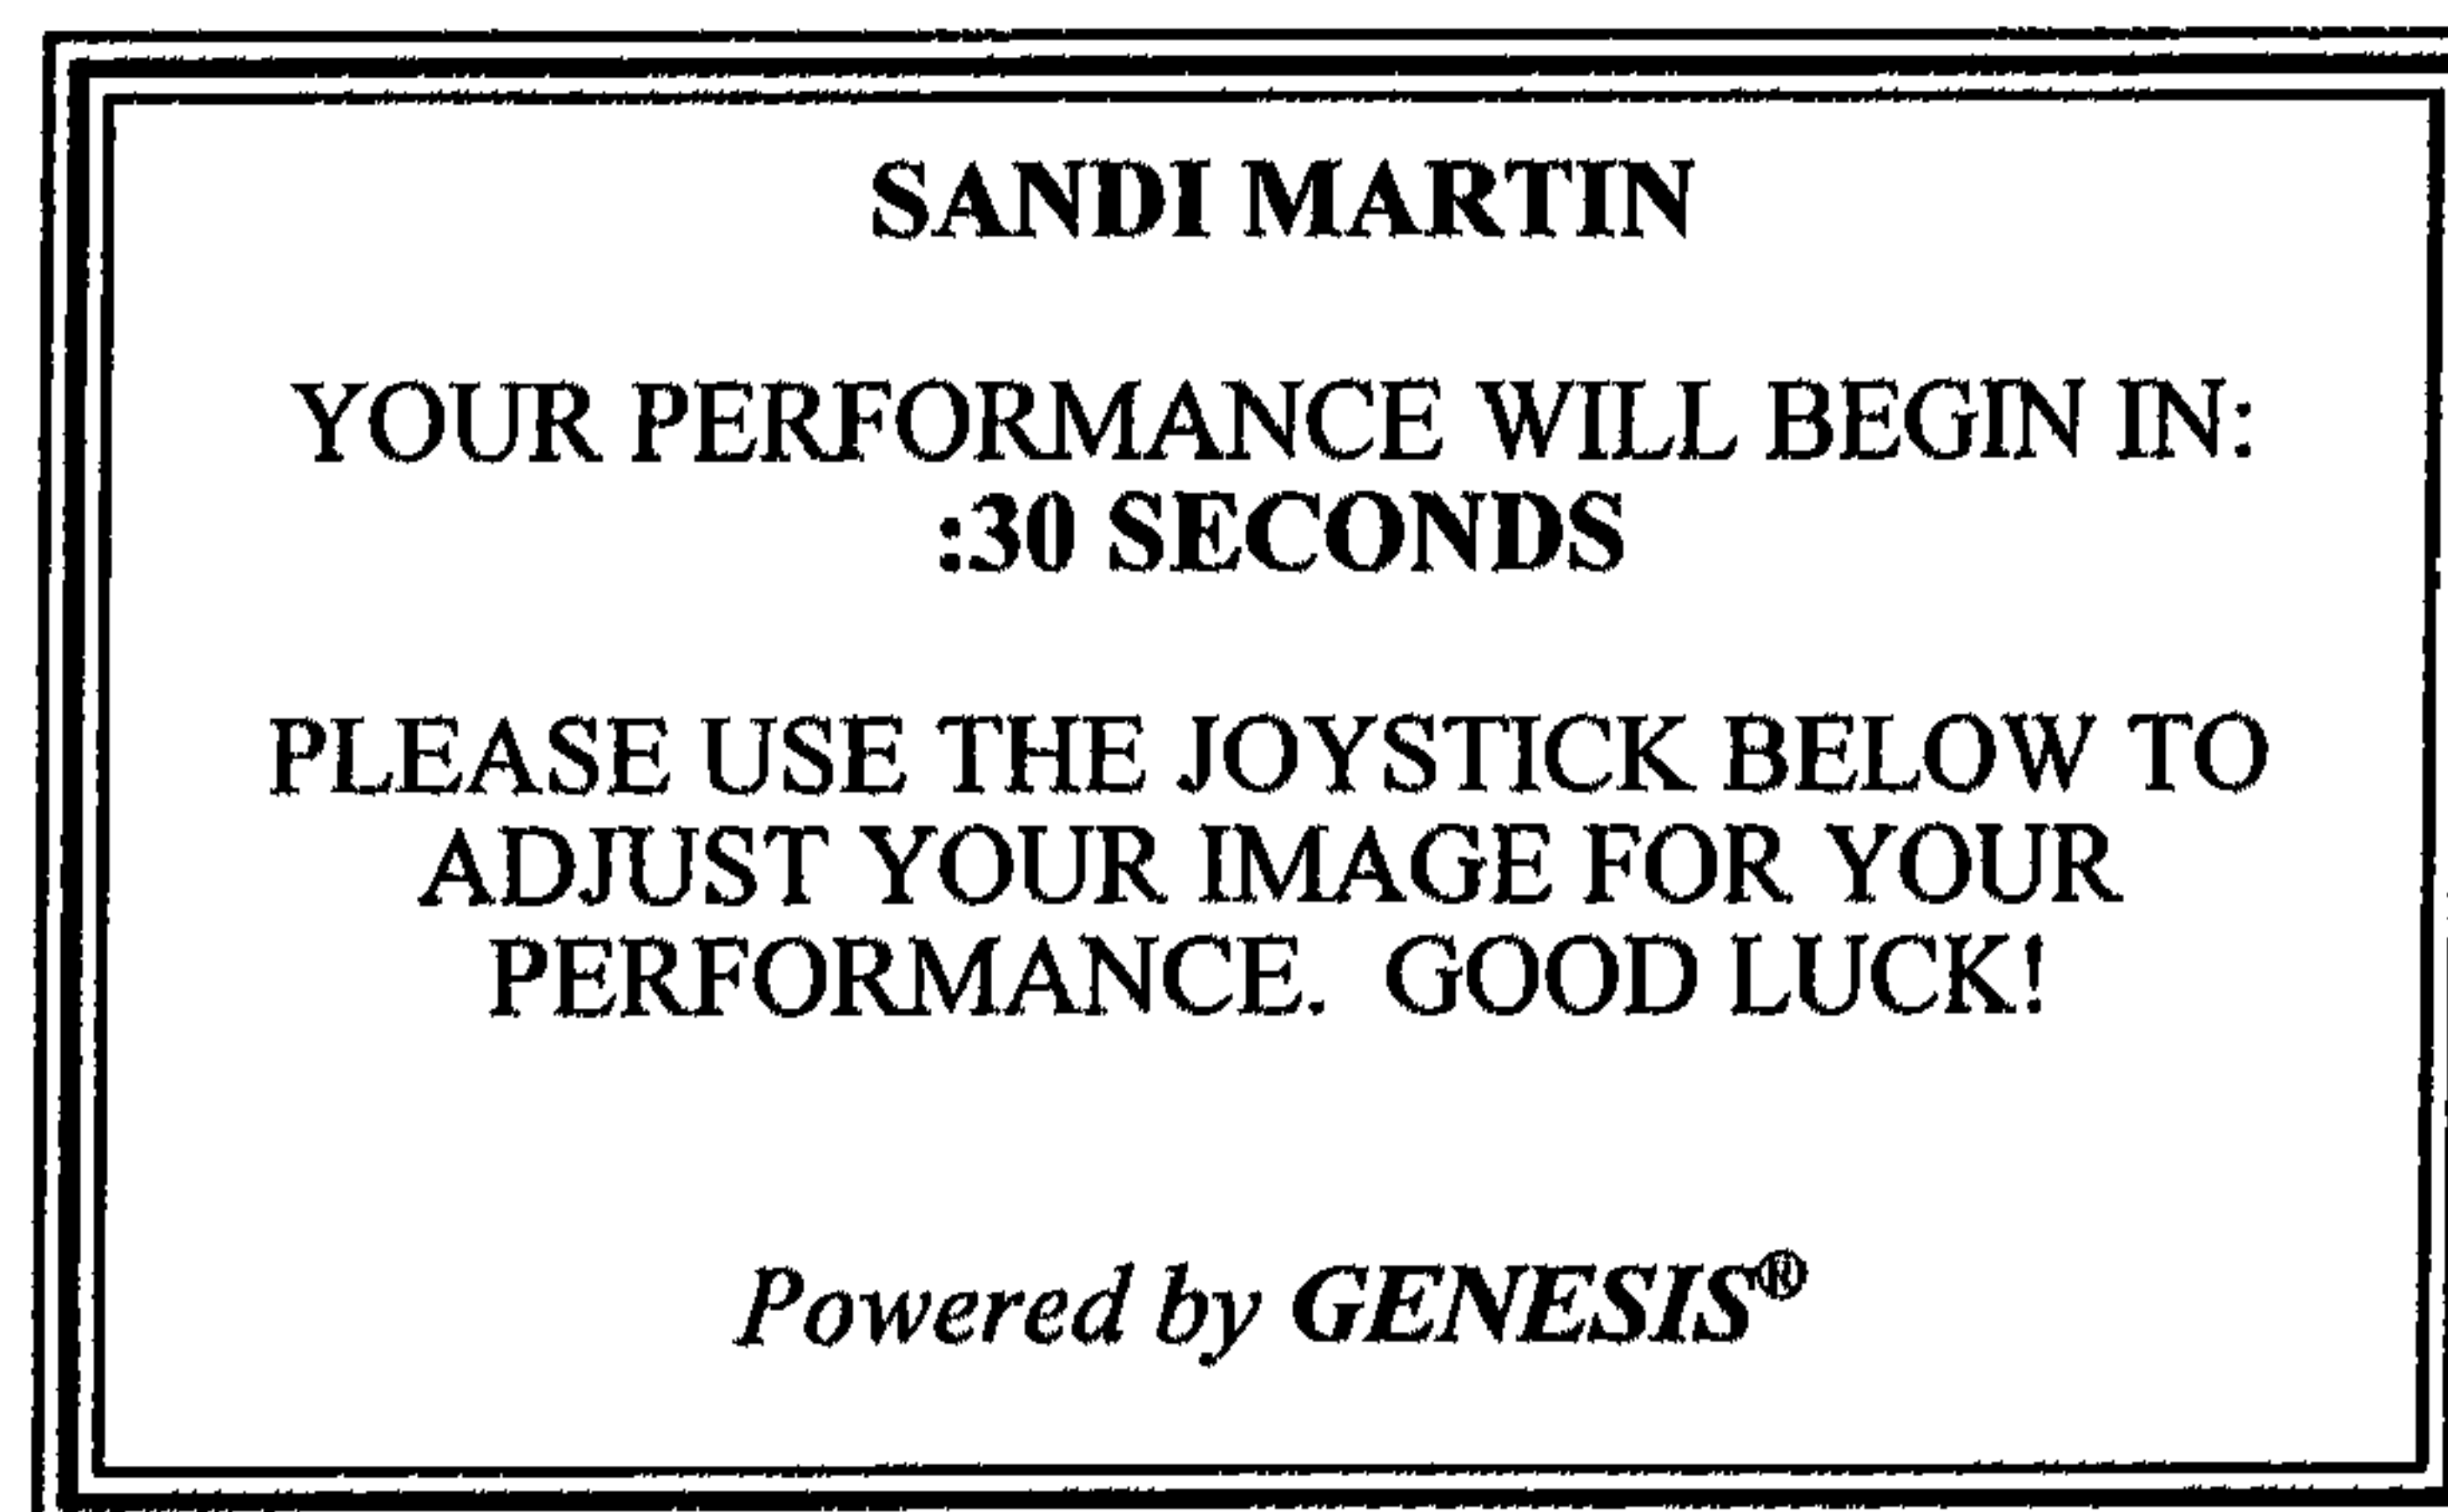 SANDI MARTIN
YOUR PERFORMANCE WILL BEGIN IN:
:30 SECONDS
PLEASE USE THE JOYSTICK BELOW TO
ADJUST YOUR IMAGE FOR YOUR
PERFORMANCE.  GOOD LUCK!
Powered by GENESIS®